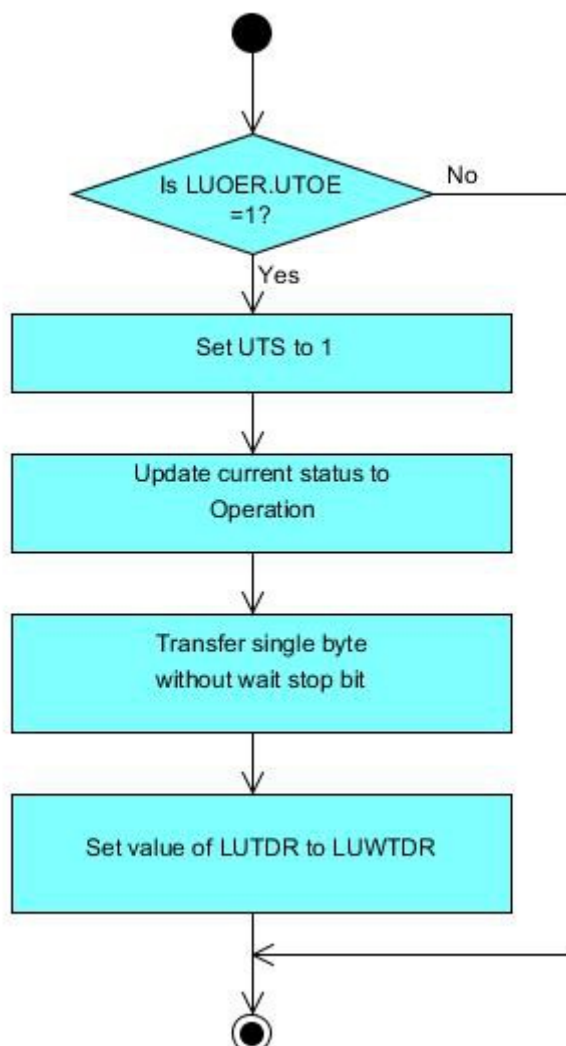 Is LUOER.UTOE
=1?
No
Yes
Set UTS to 1
Update current status to
Operation
Transfer single byte
without wait stop bit
Set value of LUTDR to LUWTDR